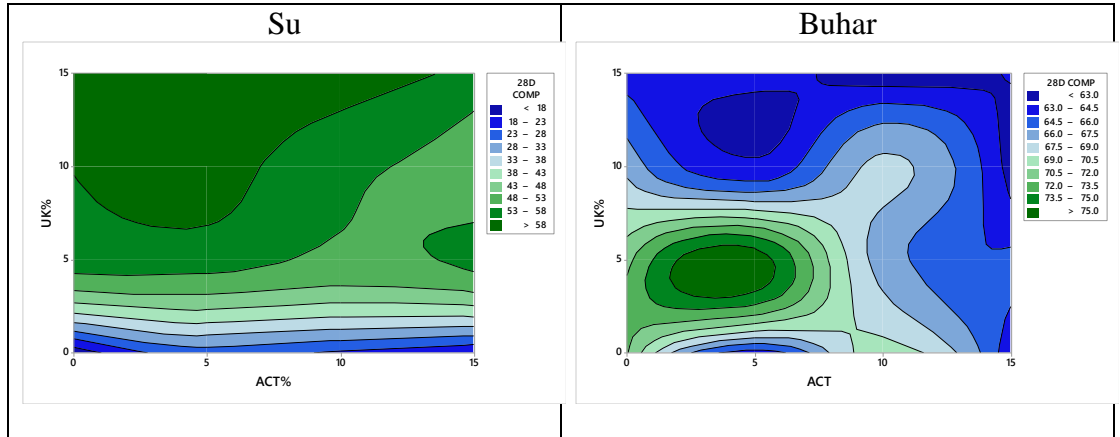 Su
Buhar
15
10
5
0
UK%
0 5 10 15
ACT%
28D
COMP
< 18
18 – 23
23 – 28
28 – 33
33 – 38
38 – 43
43 – 48
48 – 53
53 – 58
> 58
15
10
5
0
UK%
0 5 10 15
ACT
28D COMP
< 63.0
63.0 – 64.5
64.5 – 66.0
66.0 – 67.5
67.5 – 69.0
69.0 – 70.5
70.5 – 72.0
72.0 – 73.5
73.5 – 75.0
> 75.0